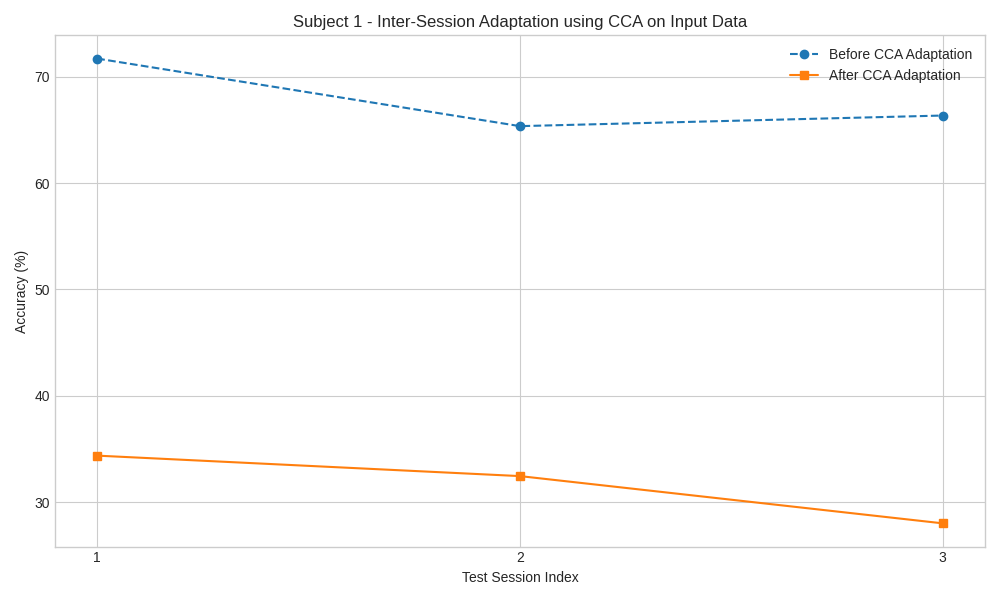 Subject 1 - Inter-Session Adaptation using CCA on Input Data
Before CCA Adaptation
After CCA Adaptation
Accuracy (%)
70
60
50
40
30
1 2 3
Test Session Index